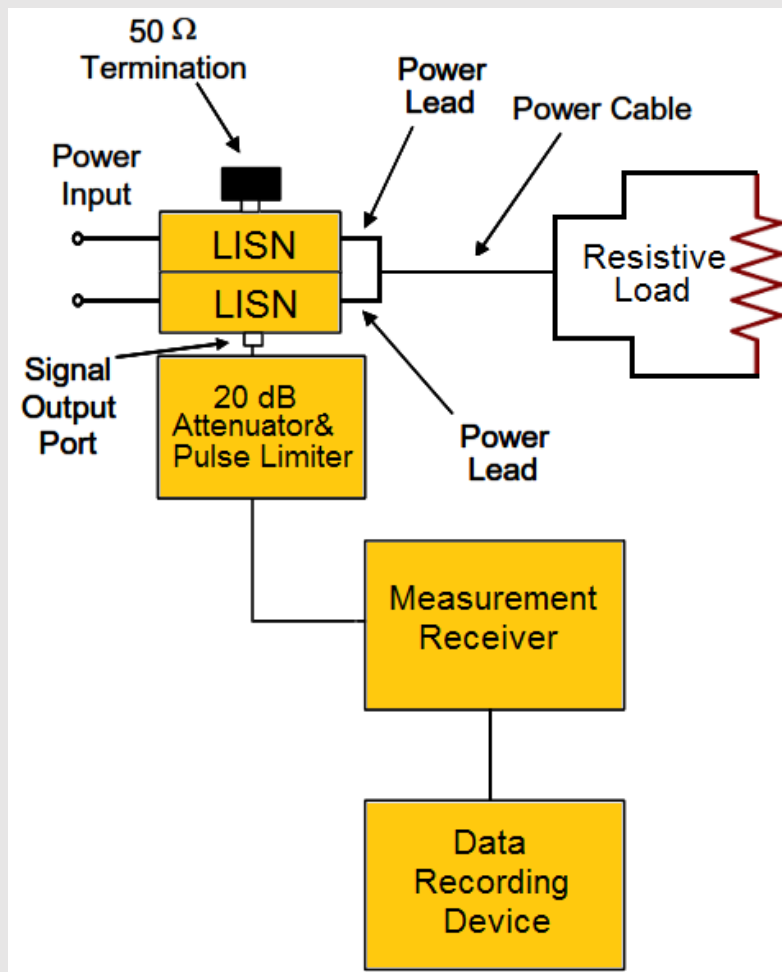 50 Ω
Termination
Power
Lead
Power Cable
Power
Input
LISN
LISN
Resistive
Load
Signal
Output
Port
20 dB
Attenuator&
Pulse Limiter
Power
Lead
Measurement
Receiver
Data
Recording
Device